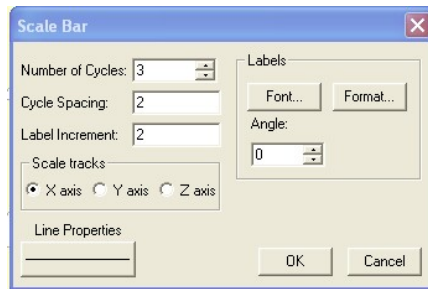 Scale Bar
Number of Cycles: 3
Cycle Spacing: 2
Label Increment: 2
Scale tracks
X axis Y axis Z axis
Line Properties
Labels
Font... Format...
Angle:
0
OK Cancel